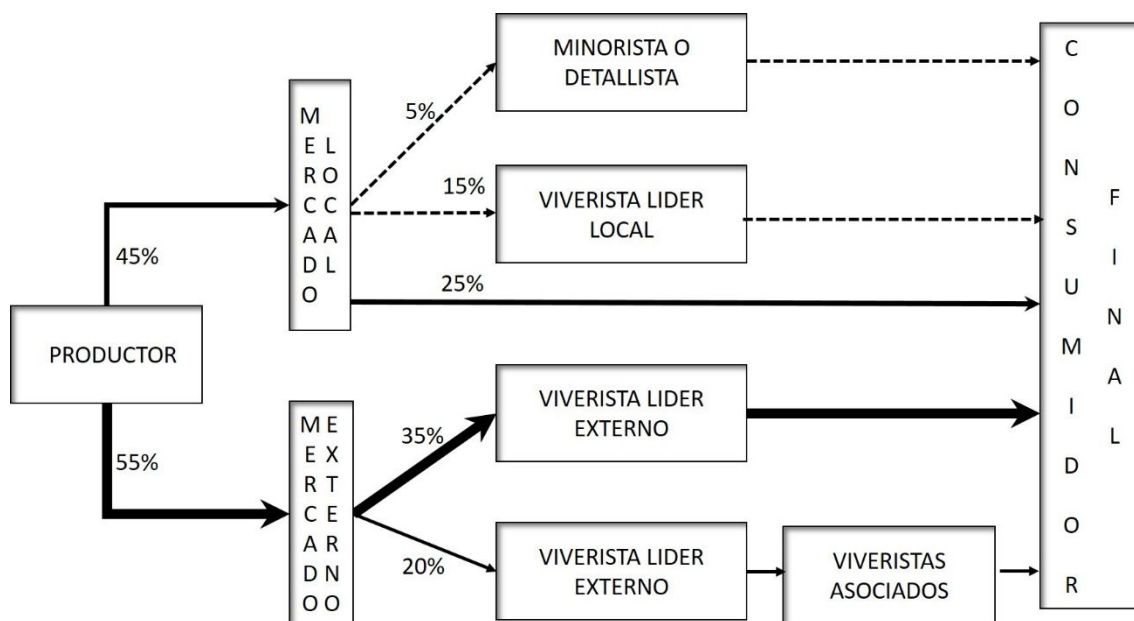 PRODUCTOR
45%
55%
MERCADO
LOCAL
MERCADO
EXTERNO
5%
15%
25%
35%
20%
MINORISTA O
DETALLISTA
VIVERISTA LIDER
LOCAL
VIVERISTA LIDER
EXTERNO
VIVERISTA LIDER
EXTERNO
VIVERISTAS
ASOCIADOS
CONSUMIDOR
FINAL